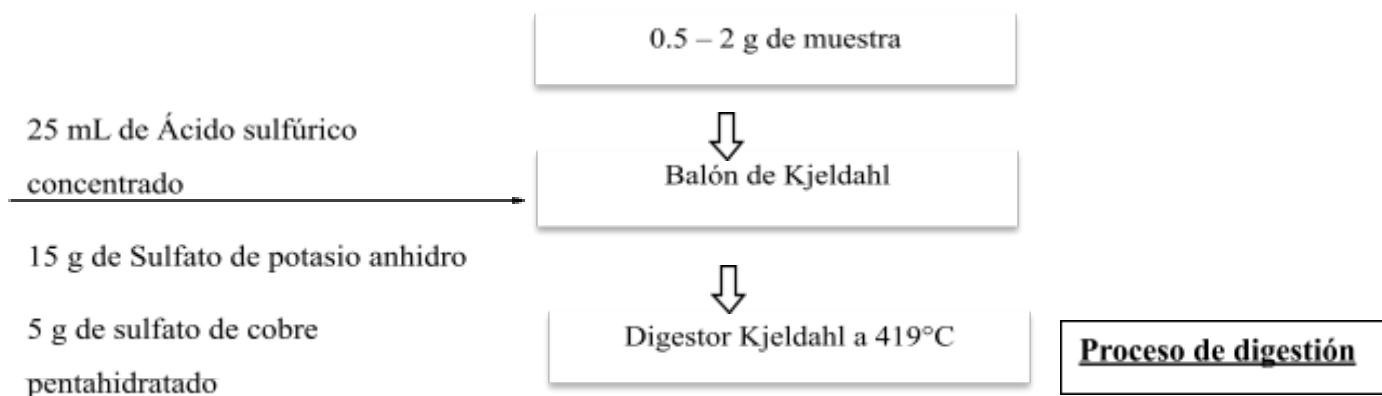 0.5 – 2 g de muestra
25 mL de Ácido sulfúrico
concentrado
Balón de Kjeldahl
15 g de Sulfato de potasio anhidro
5 g de sulfato de cobre
pentahidratado
Digestor Kjeldahl a 419°C
Proceso de digestión